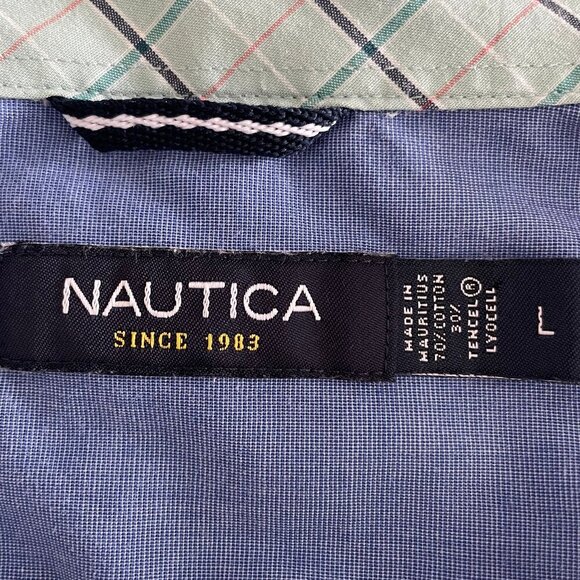 NAUTICA
SINCE 1983
MADE IN
MAURITIUS
70% COTTON
30%
TENCEL®
LYOCELL
L